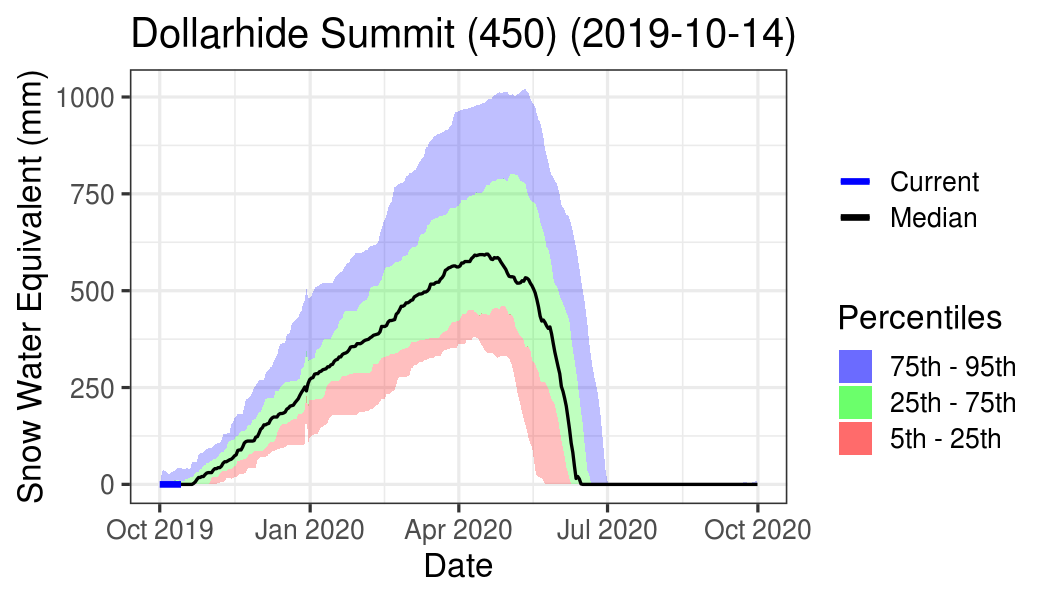 Dollarhide Summit (450) (2019-10-14)
Snow Water Equivalent (mm)
1000
750
500
250
0
Oct 2019
Jan 2020
Apr 2020
Jul 2020
Oct 2020
Date
Current
Median
Percentiles
75th - 95th
25th - 75th
5th - 25th